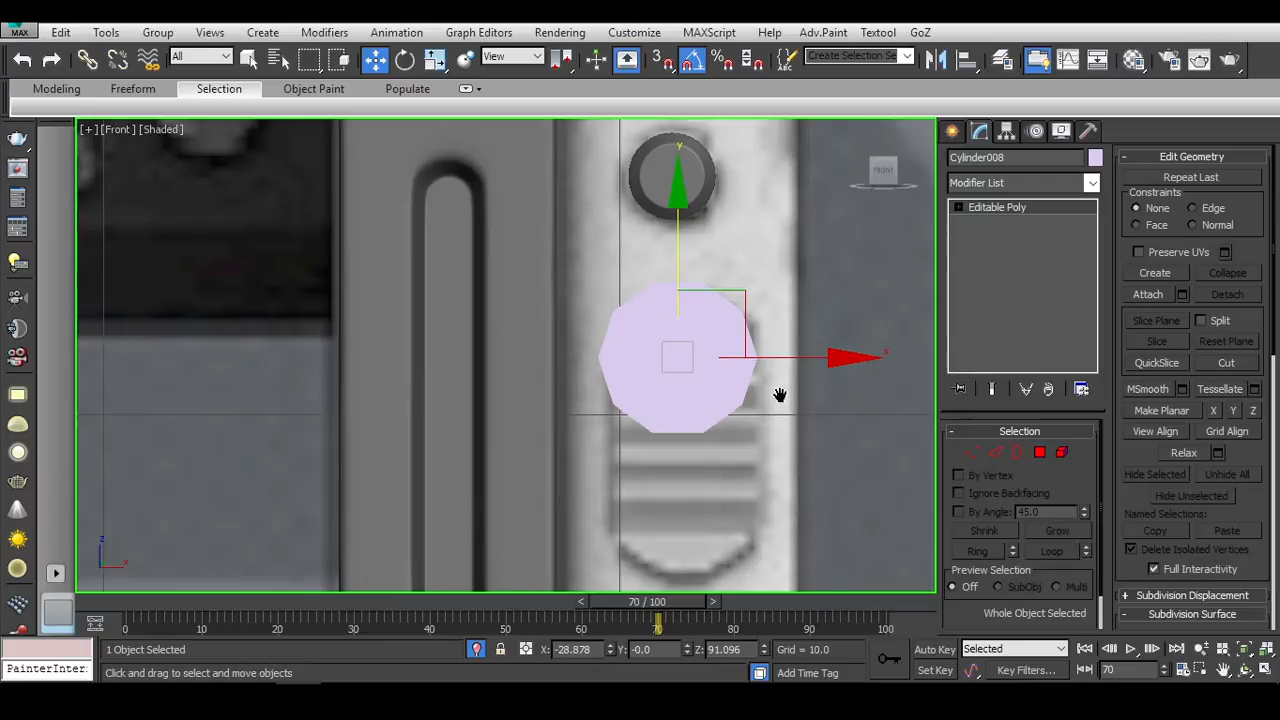 MAX Edit Tools Group Views Create Modifiers Animation Graph Editors Rendering Customize MAXScript Help Adv.Paint Textool GoZ
All View 3 Create Selection Se
Modeling Freeform Selection Object Paint Populate
[+] [Front] [Shaded]
FRONT
y
x
z
x
Cylinder008
Modifier List
Editable Poly
Selection
By Vertex
Ignore Backfacing
By Angle: 45.0
Shrink Grow
Ring Loop
Preview Selection
Off SubObj Multi
Whole Object Selected
Edit Geometry
Repeat Last
Constraints
None Edge
Face Normal
Preserve UVs
Create Collapse
Attach Detach
Slice Plane Split
Slice Reset Plane
QuickSlice Cut
MSmooth Tessellate
Make Planar X Y Z
View Align Grid Align
Relax
Hide Selected Unhide All
Hide Unselected
Named Selections:
Copy Paste
Delete Isolated Vertices
Full Interactivity
Subdivision Displacement
Subdivision Surface
< 70 / 100 >
0 10 20 30 40 50 60 70 80 90 100
1 Object Selected X: -28.878 Y: -0.0 Z: 91.096 Grid = 10.0 Auto Key Selected
PainterInter Click and drag to select and move objects Add Time Tag Set Key Key Filters... 70